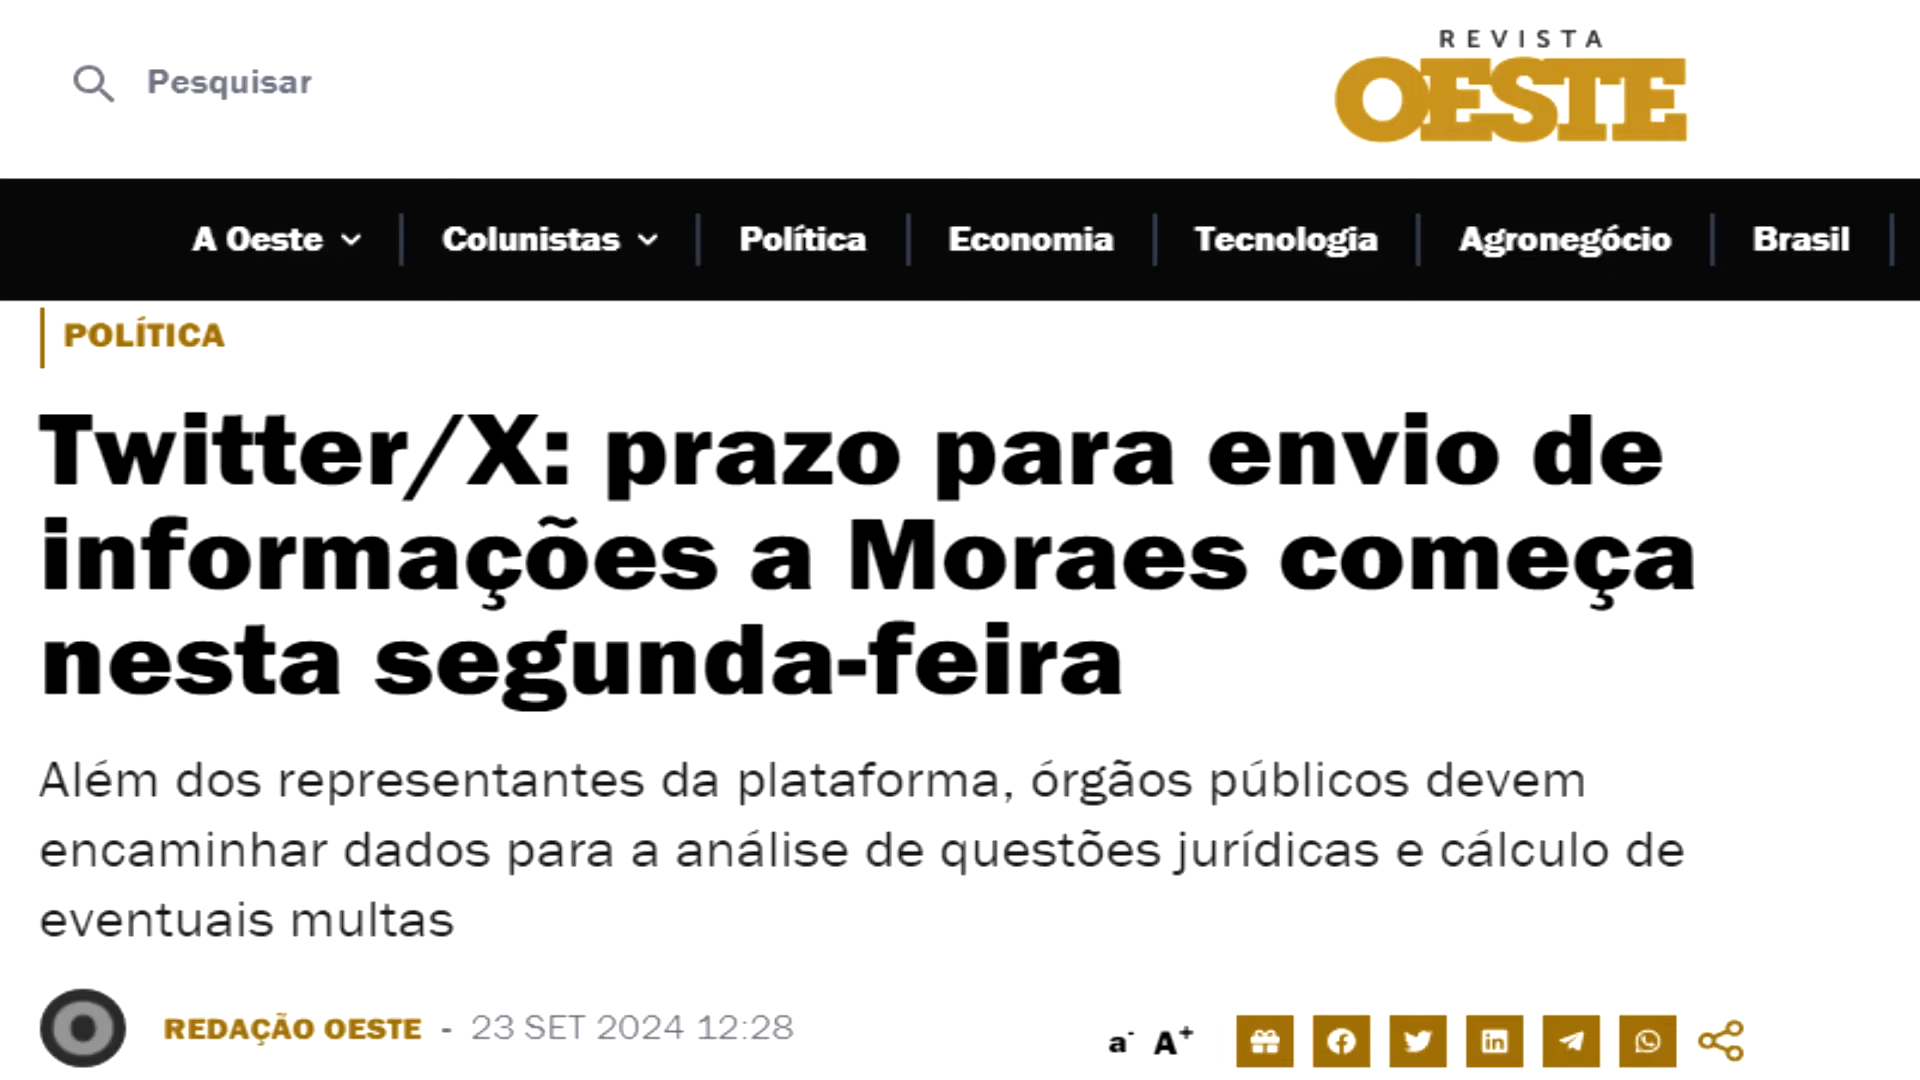 Pesquisar
REVISTA
OESTE
A Oeste
Colunistas
Política
Economia
Tecnologia
Agronegócio
Brasil
POLÍTICA
Twitter/X: prazo para envio de
informações a Moraes começa
nesta segunda-feira
Além dos representantes da plataforma, órgãos públicos devem
encaminhar dados para a análise de questões jurídicas e cálculo de
eventuais multas
REDAÇÃO OESTE - 23 SET 2024 12:28
a- A+